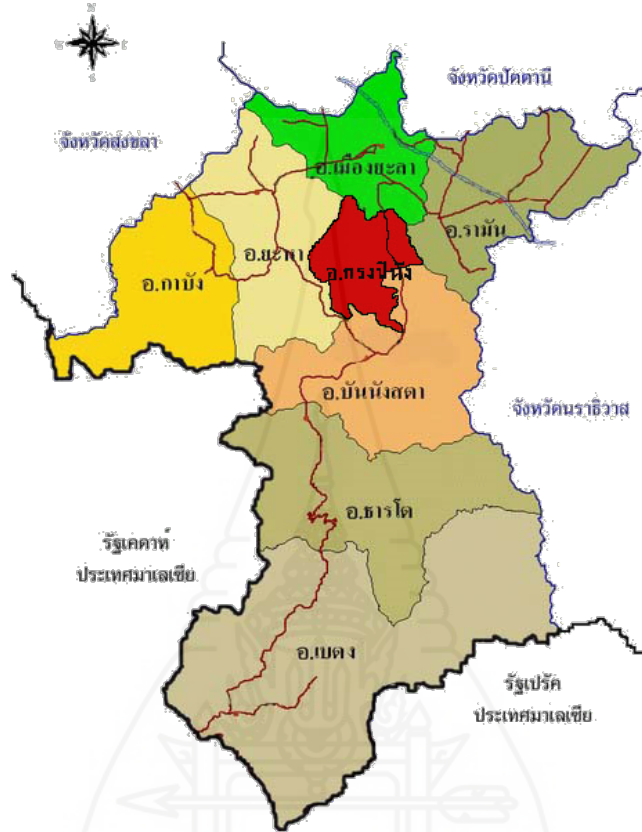 N
จังหวัดปัตตานี
จังหวัดสงขลา
อ.เมืองยะลา
อ.รามัน
อ.ยะหา
อ.กรงปินัง
อ.กาบัง
อ.บันนังสตา
จังหวัดนราธิวาส
อ.ธารโต
รัฐเคดาห์
ประเทศมาเลเซีย
อ.เบตง
รัฐเปรัค
ประเทศมาเลเซีย